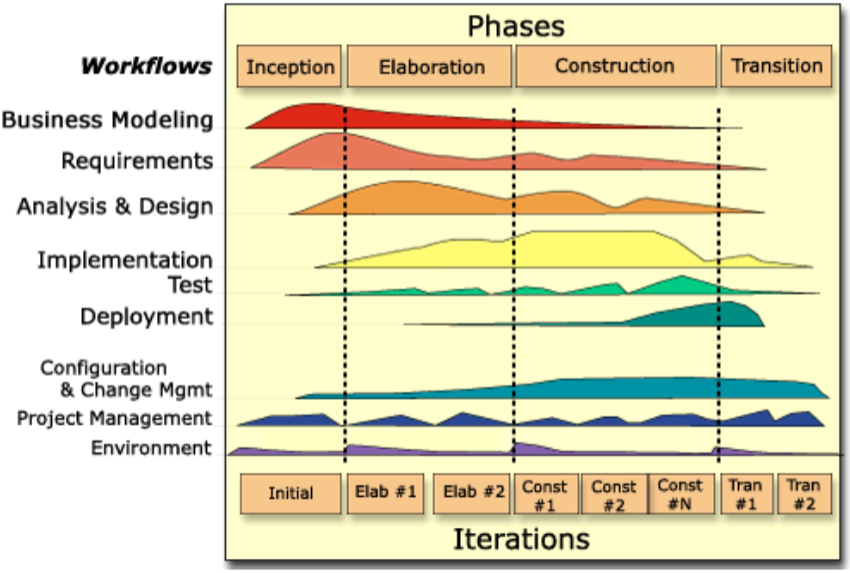 Phases
Workflows
Inception
Elaboration
Construction
Transition
Business Modeling
Requirements
Analysis & Design
Implementation
Test
Deployment
Configuration
& Change Mgmt
Project Management
Environment
Initial
Elab #1
Elab #2
Const
#1
Const
#2
Const
#N
Tran
#1
Tran
#2
Iterations